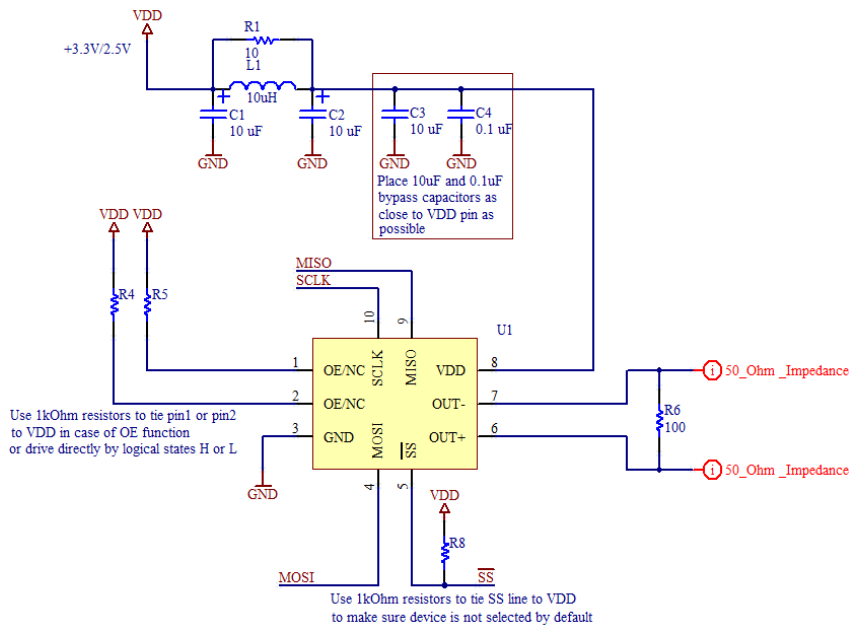 VDD
+3.3V/2.5V
R1
10
L1
10uH
C1
10 uF
C2
10 uF
C3
10 uF
C4
0.1 uF
GND
GND
GND
GND
Place 10uF and 0.1uF
bypass capacitors as
close to VDD pin as
possible
VDD VDD
R4
R5
MISO
SCLK
10
9
U1
1
OE/NC
SCLK
MISO
VDD
8
2
OE/NC
OUT-
7
3
GND
MOSI
SS
OUT+
6
4
5
50_Ohm _Impedance
R6
100
50_Ohm _Impedance
Use 1kOhm resistors to tie pin1 or pin2
to VDD in case of OE function
or drive directly by logical states H or L
GND
VDD
R8
MOSI
SS
Use 1kOhm resistors to tie SS line to VDD
to make sure device is not selected by default